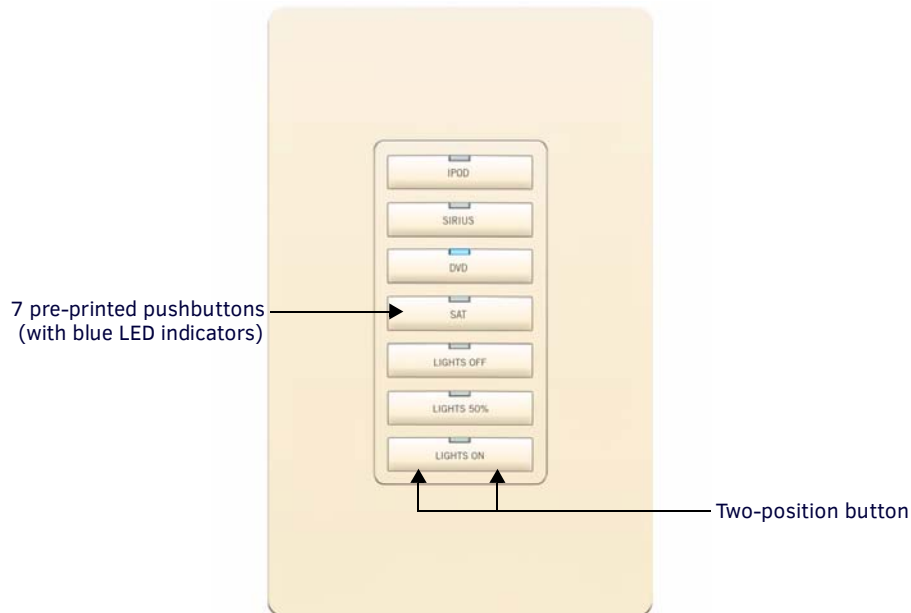 IPOD
SIRIUS
DVD
7 pre-printed pushbuttons
(with blue LED indicators)
SAT
LIGHTS OFF
LIGHTS 50%
LIGHTS ON
Two-position button